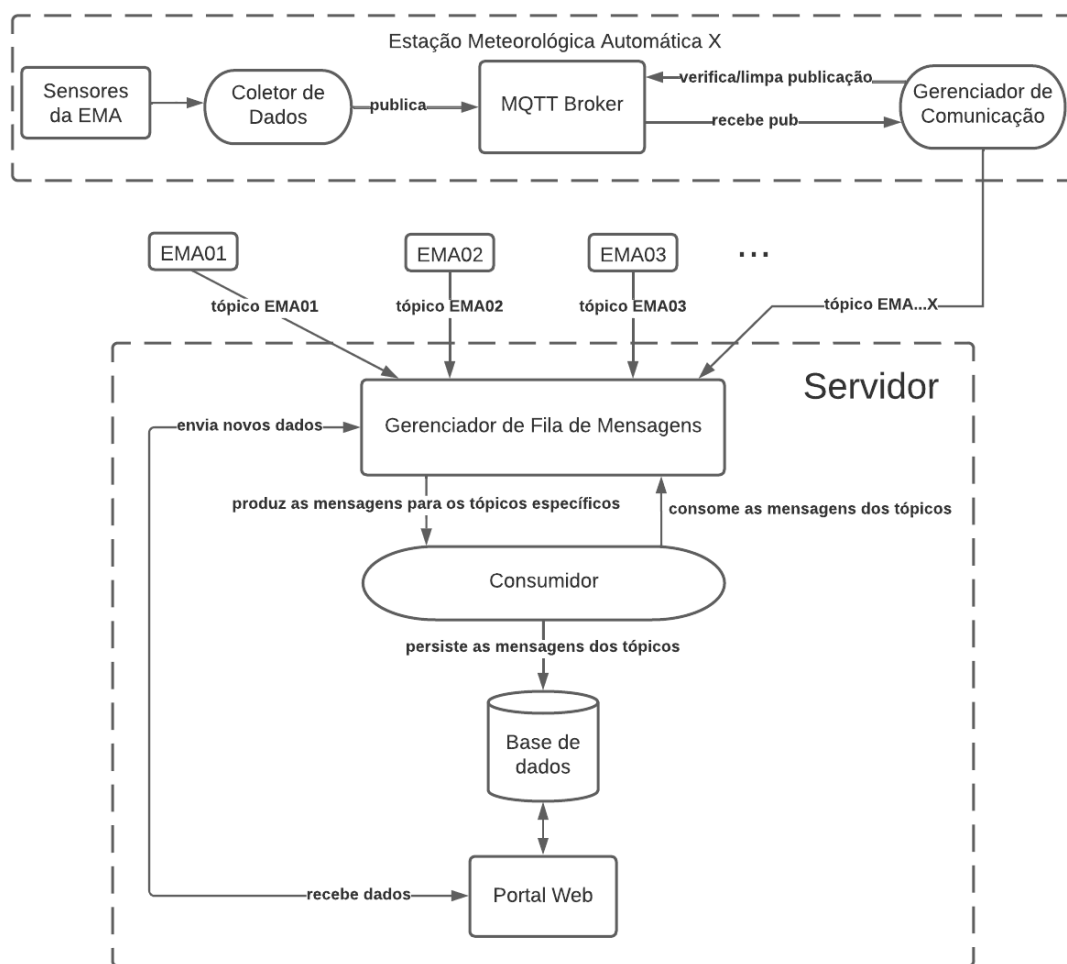 Estação Meteorológica Automática X
Sensores
da EMA
Coletor de
Dados
publica
MQTT Broker
verifica/limpa publicação
recebe pub
Gerenciador de
Comunicação
EMA01
EMA02
EMA03
...
tópico EMA01
tópico EMA02
tópico EMA03
tópico EMA...X
Servidor
Gerenciador de Fila de Mensagens
envia novos dados
produz as mensagens para os tópicos específicos
consome as mensagens dos tópicos
Consumidor
persiste as mensagens dos tópicos
Base de
dados
recebe dados
Portal Web